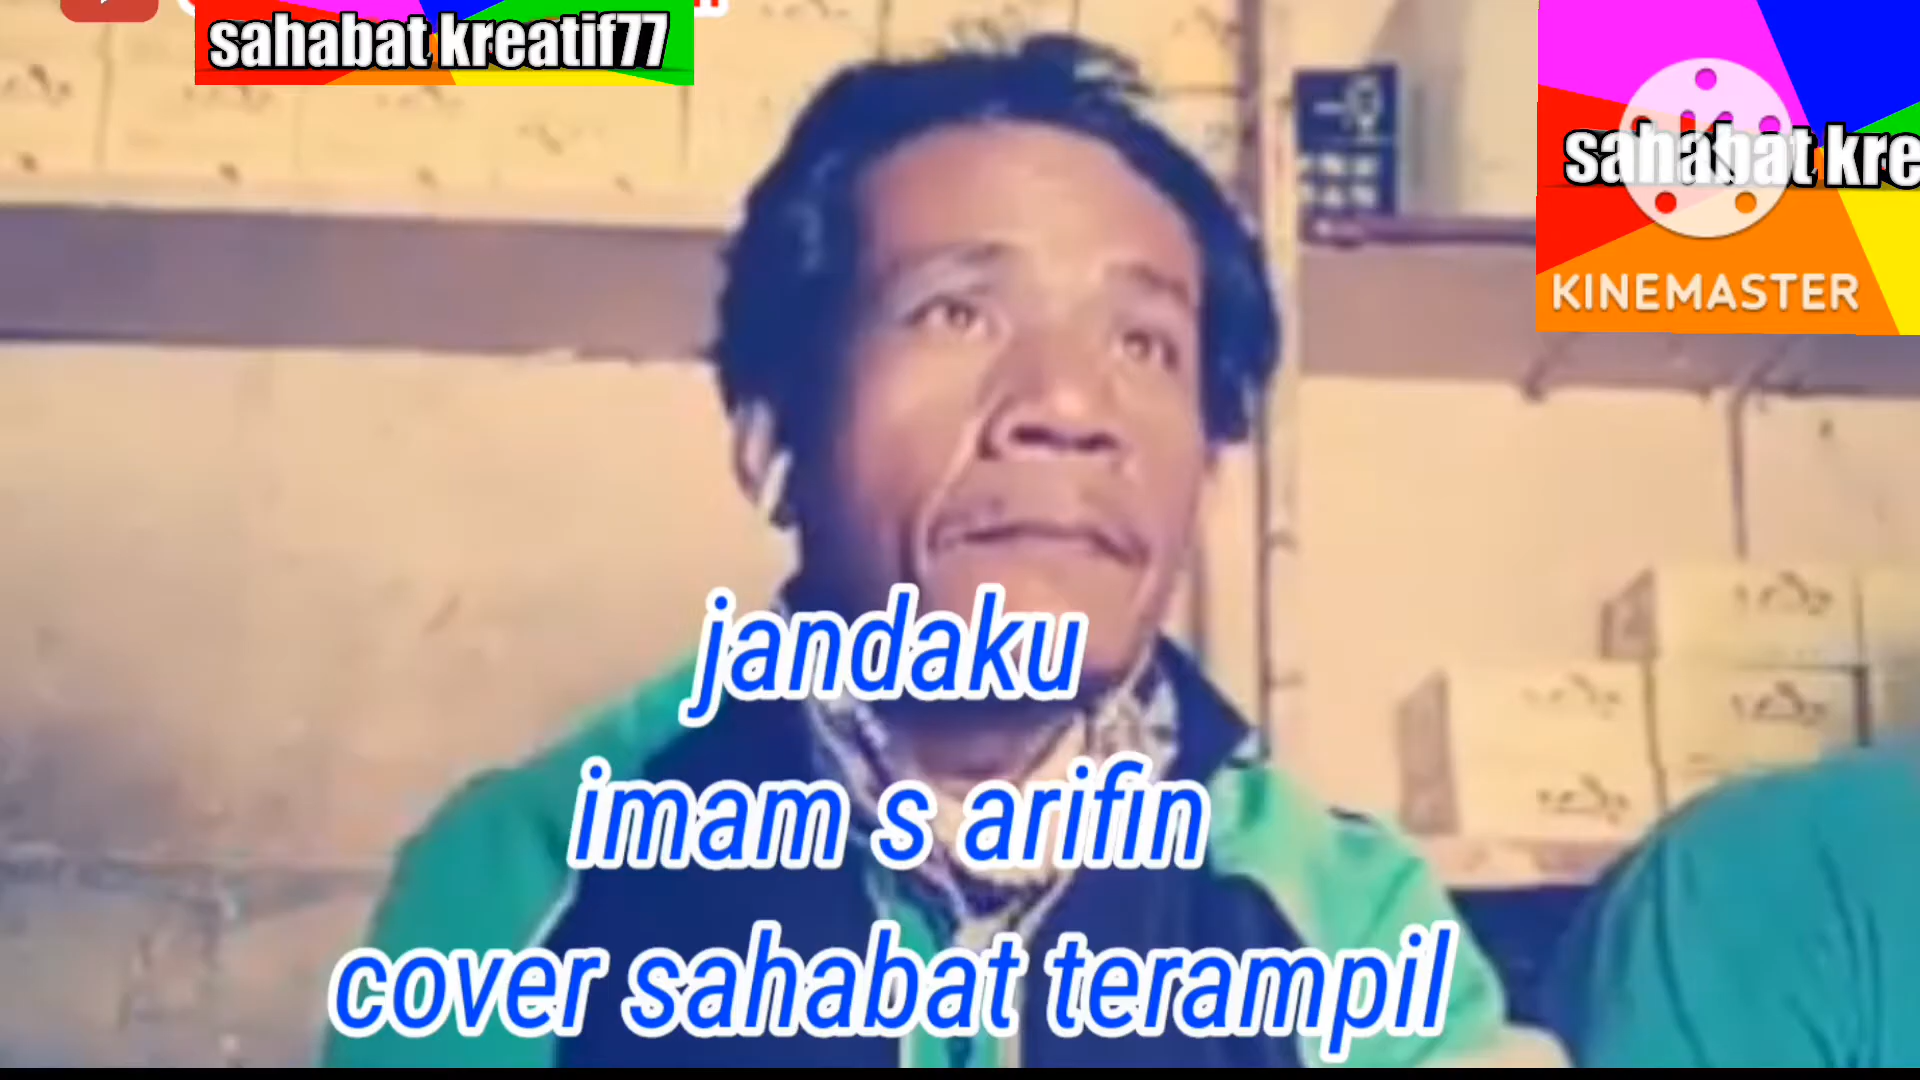 sahabat kreatif77
sahabat kre
KINEMASTER
jandaku
imam s arifin
cover sahabat terampil